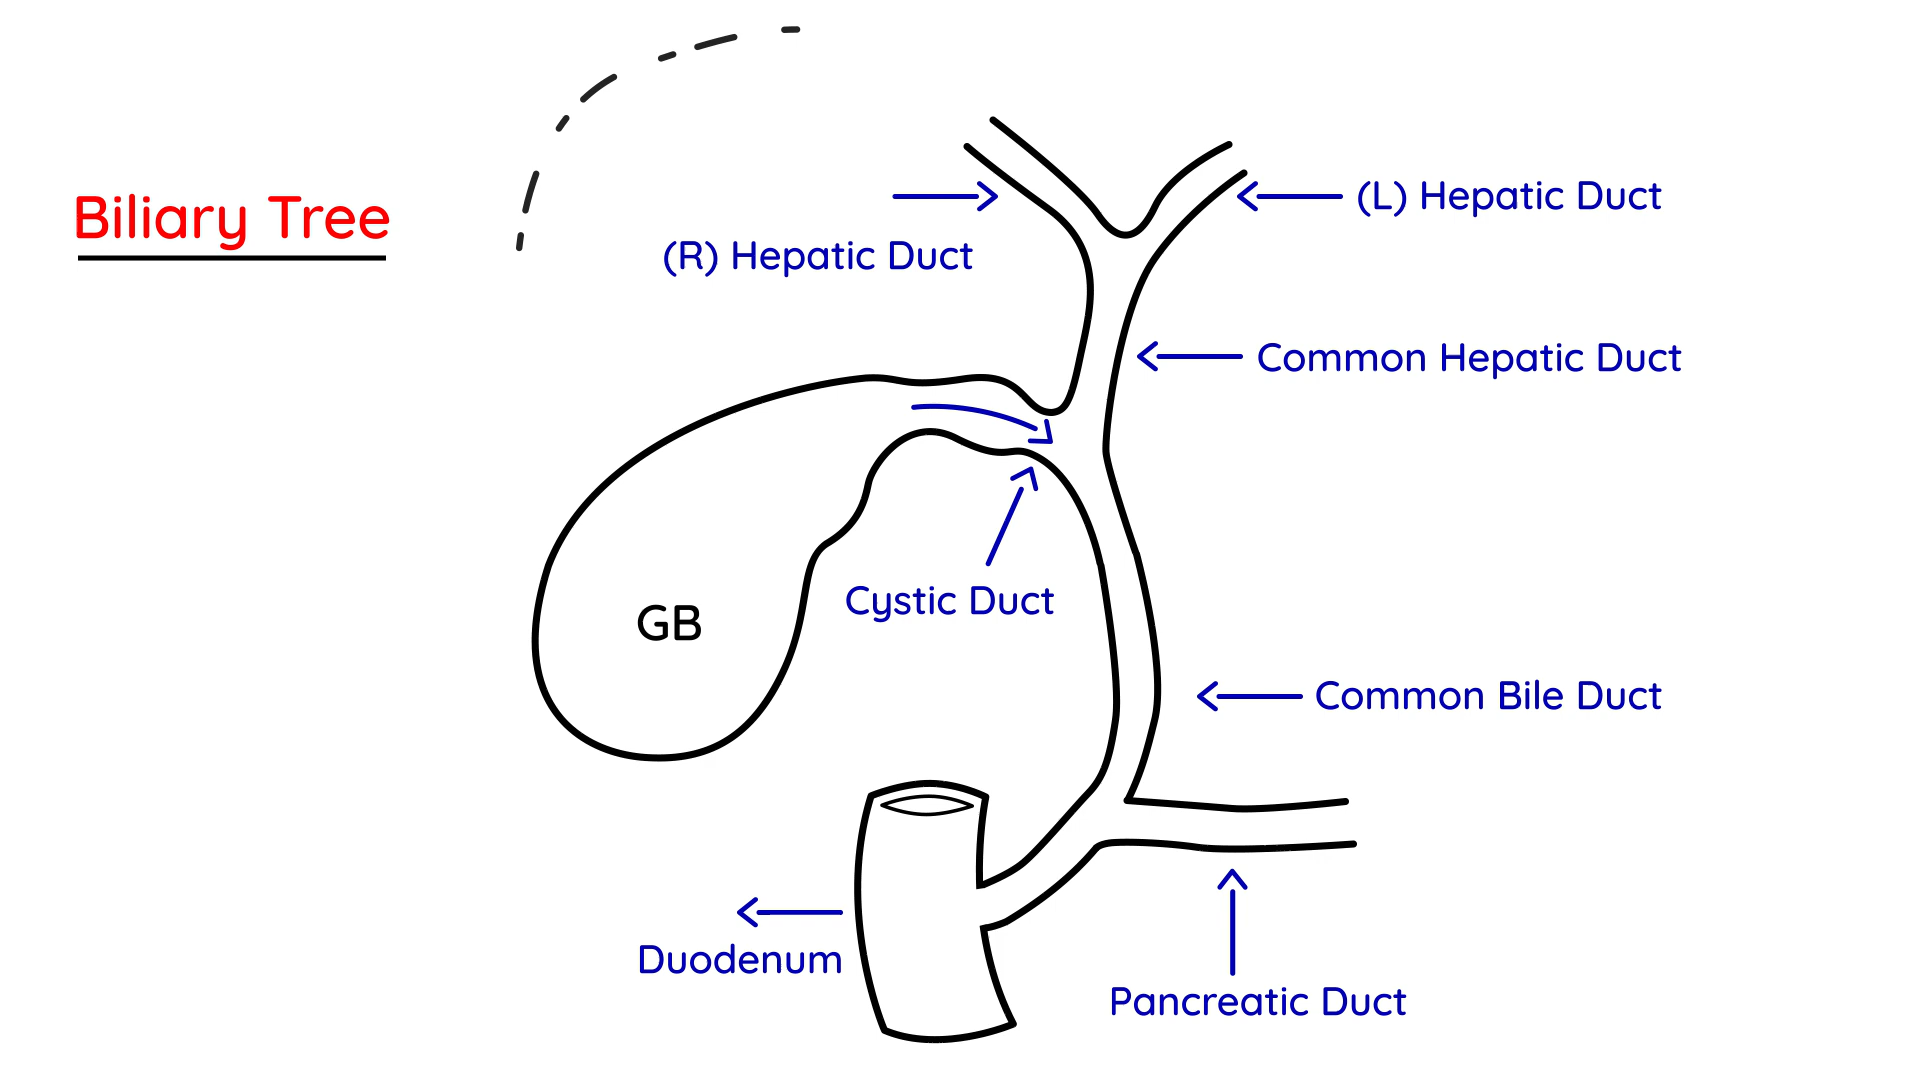 Biliary Tree
(L) Hepatic Duct
(R) Hepatic Duct
Common Hepatic Duct
Cystic Duct
GB
Common Bile Duct
Duodenum
Pancreatic Duct